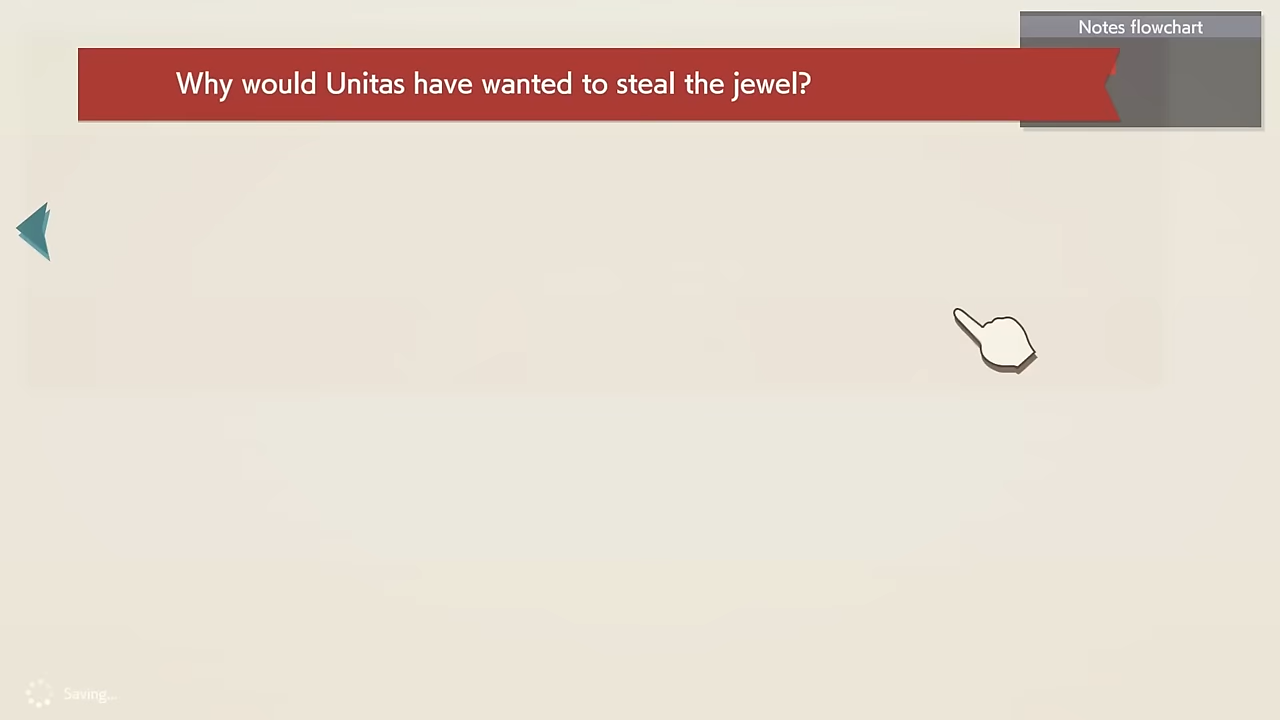 Notes flowchart
Why would Unitas have wanted to steal the jewel?
Saving...